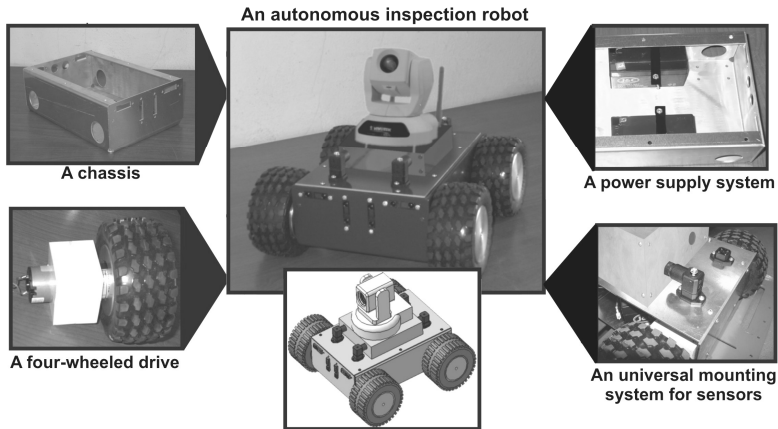 An autonomous inspection robot
A chassis
A power supply system
A four-wheeled drive
An universal mounting
system for sensors